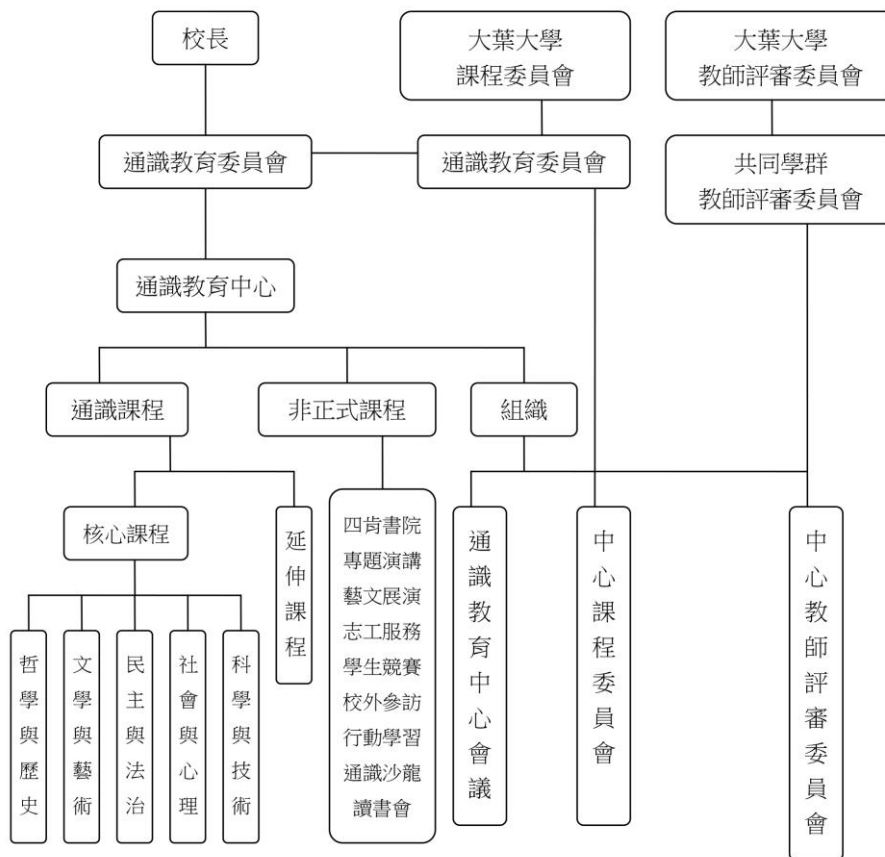 校長
大葉大學
課程委員會
大葉大學
教師評審委員會
通識教育委員會
通識教育委員會
共同學群
教師評審委員會
通識教育中心
通識課程
非正式課程
組織
核心課程
延伸課程
四肯書院
專題演講
藝文展演
志工服務
學生競賽
校外參訪
行動學習
通識沙龍
讀書會
通識教育中心會議
中心課程委員會
中心教師評審委員會
哲學與歷史
文學與藝術
民主與法治
社會與心理
科學與技術